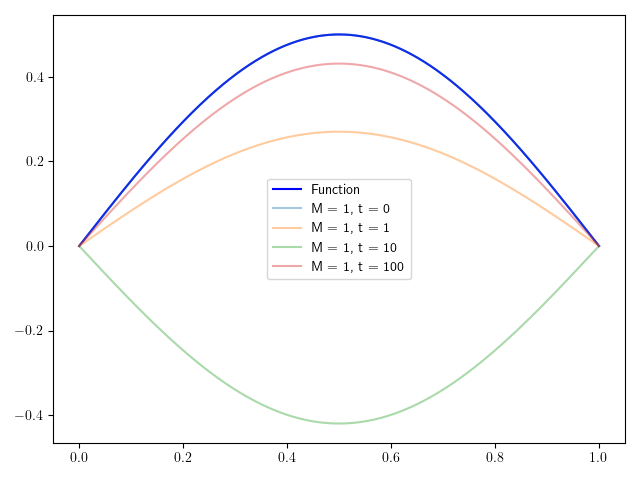 0.4
0.2
0.0
−0.2
−0.4
Function
M = 1, t = 0
M = 1, t = 1
M = 1, t = 10
M = 1, t = 100
0.0 0.2 0.4 0.6 0.8 1.0